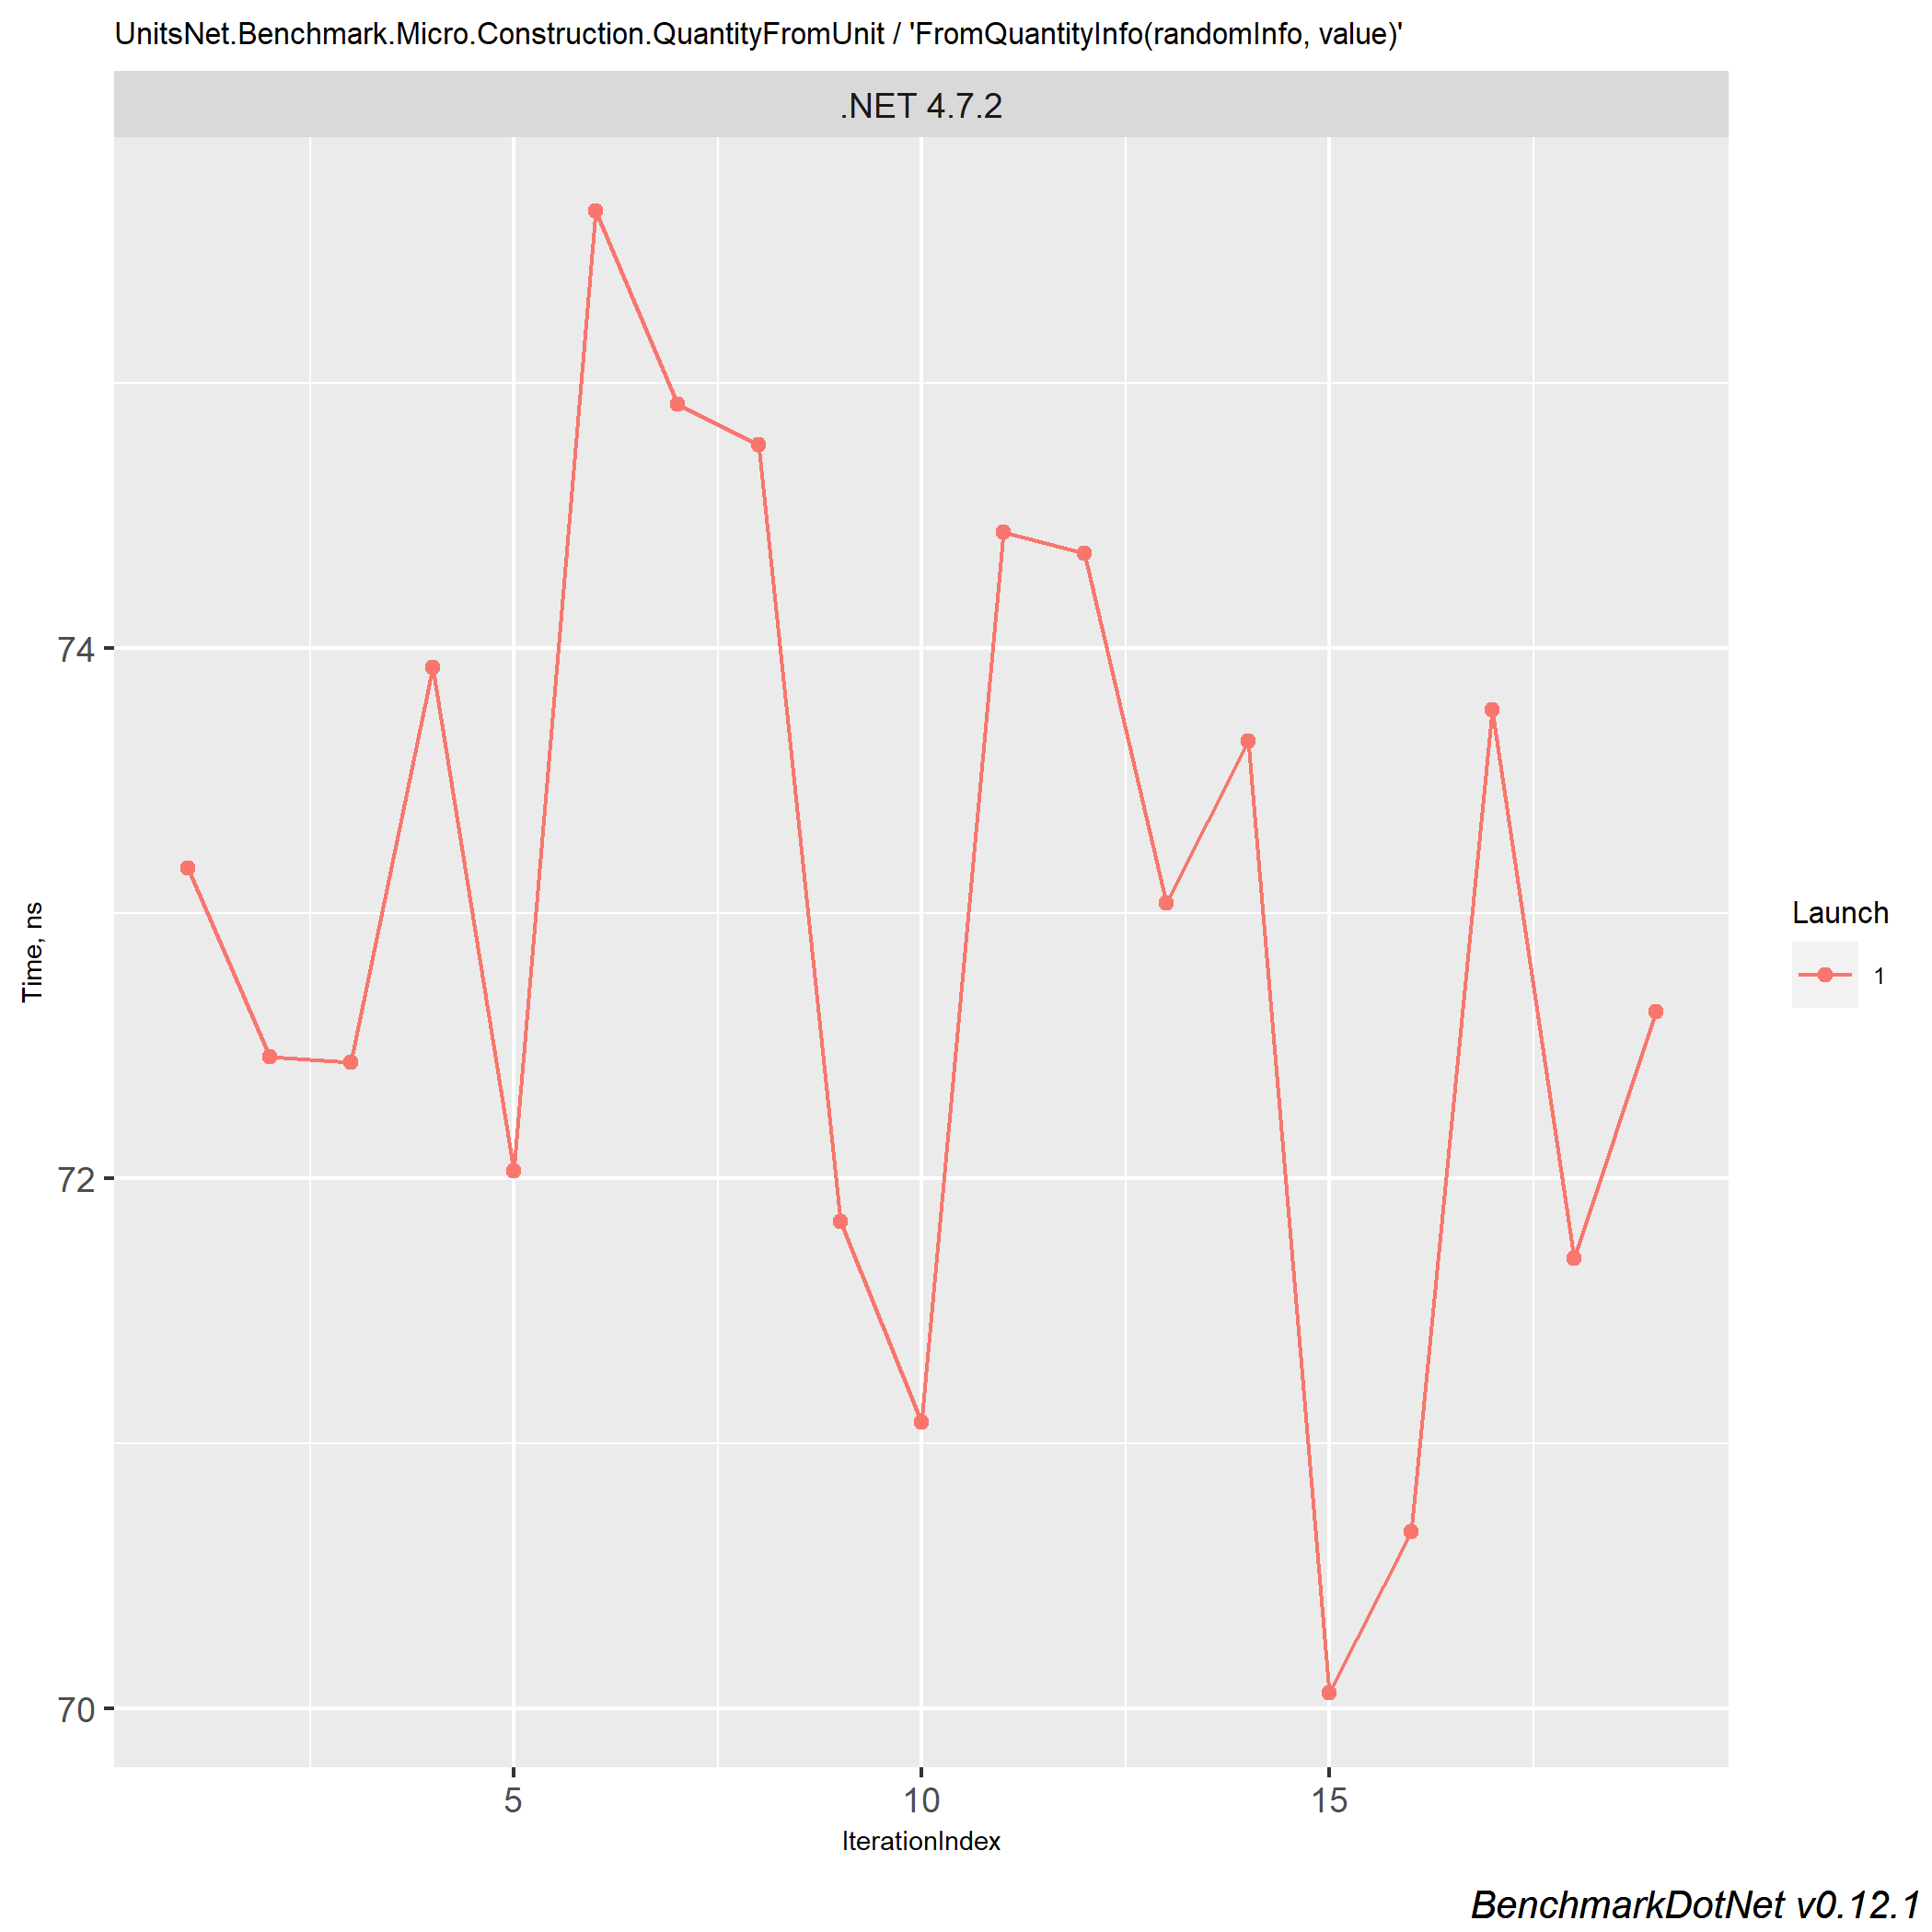 UnitsNet.Benchmark.Micro.Construction.QuantityFromUnit / 'FromQuantityInfo(randomInfo, value)'
.NET 4.7.2
74
72
70
Time, ns
5 10 15
IterationIndex
Launch
1
BenchmarkDotNet v0.12.1